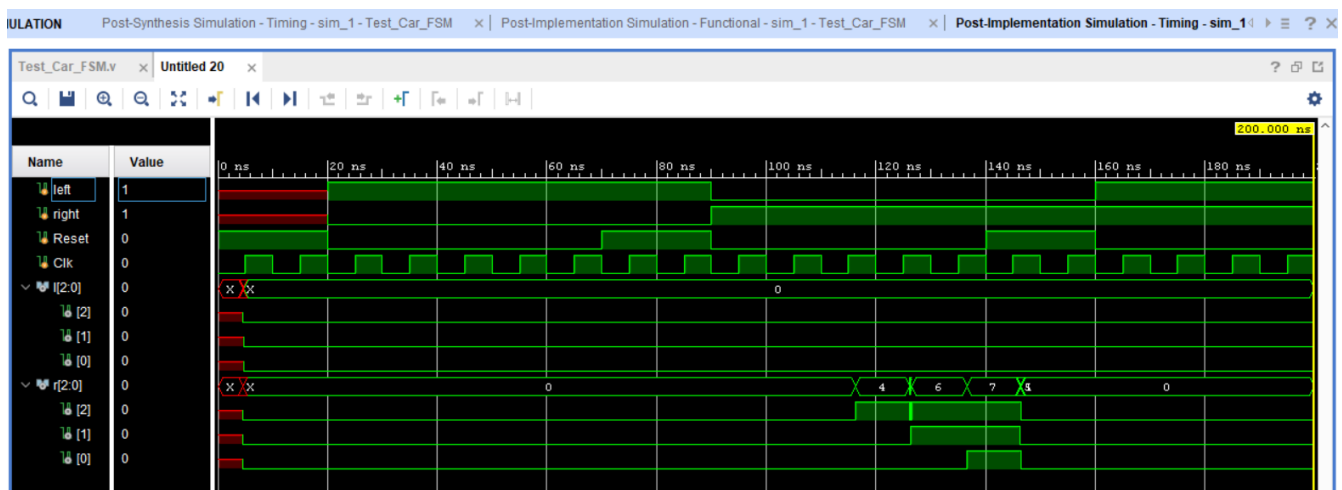 ULATION Post-Synthesis Simulation - Timing - sim_1 - Test_Car_FSM × Post-Implementation Simulation - Functional - sim_1 - Test_Car_FSM × Post-Implementation Simulation - Timing - sim_1 ? ×
Test_Car_FSM.v × Untitled 20 × ?
200.000 ns
Name Value 0 ns 20 ns 40 ns 60 ns 80 ns 100 ns 120 ns 140 ns 160 ns 180 ns
left 1
right 1
Reset 0
Clk 0
l[2:0] 0 X X 0
[2] 0
[1] 0
[0] 0
r[2:0] 0 X X 0 4 6 7 0
[2] 0
[1] 0
[0] 0